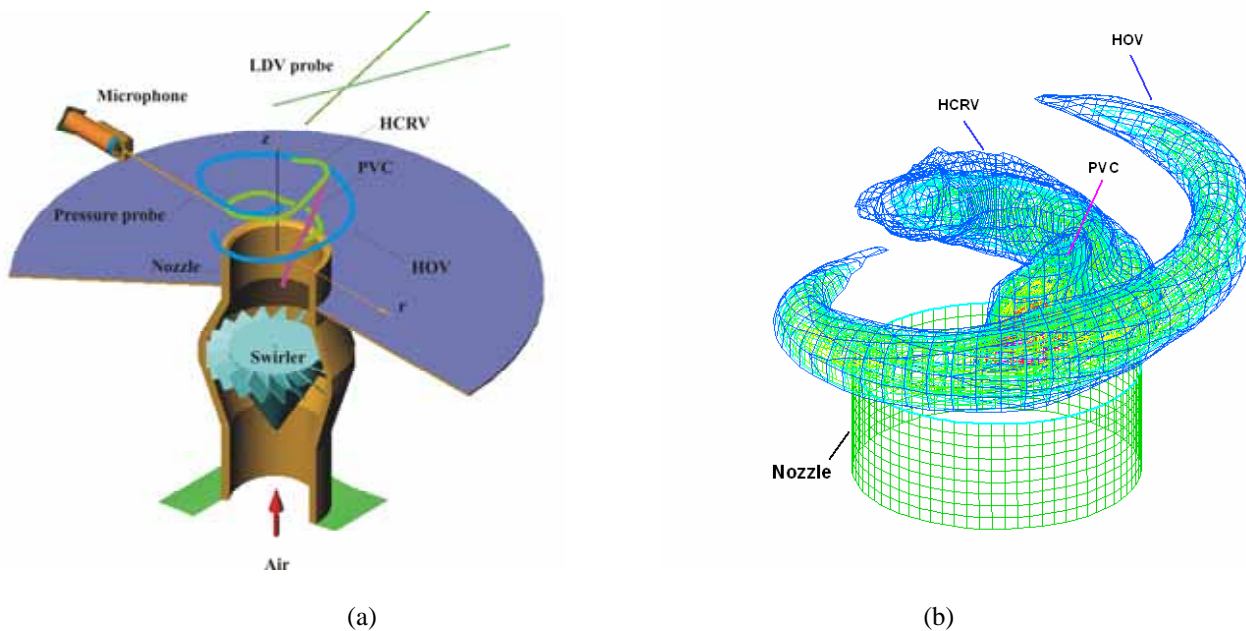 LDV probe
Microphone
HCRV
z
PVC
Pressure probe
Nozzle
HOV
r
Swirler
Air
(a)
HOV
HCRV
PVC
Nozzle
(b)